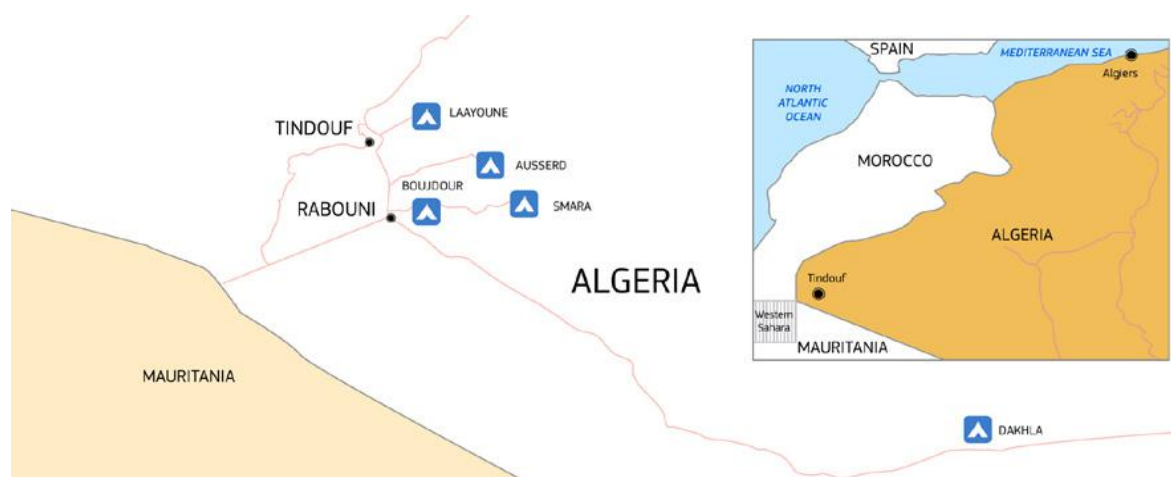 LAAYOUNE
TINDOUF
AUSSERD
BOUJDOUR
RABOUNI
SMARA
ALGERIA
MAURITANIA
DAKHLA
SPAIN
MEDITERRANEAN SEA
Algiers
NORTH
ATLANTIC
OCEAN
MOROCCO
ALGERIA
Tindouf
Western
Sahara
MAURITANIA